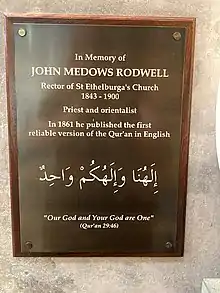 In Memory of
JOHN MEDOWS RODWELL
Rector of St Ethelburga's Church
1843 - 1900
Priest and orientalist
In 1861 he published the first
reliable version of the Qur'an in English
إِلَهُنَا وَإِلَهُكُمْ وَاحِدٌ
"Our God and Your God are One"
(Qur'an 29:46)